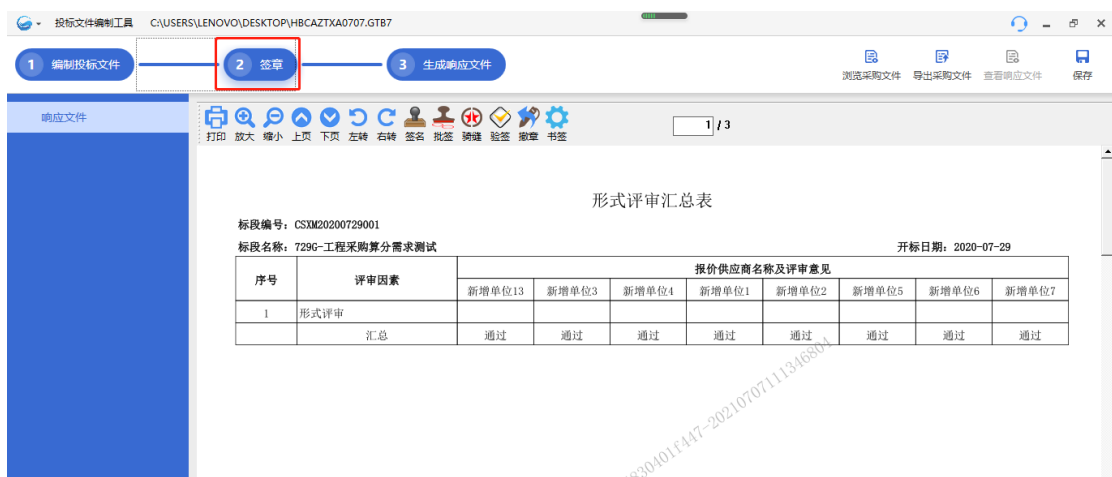 投标文件编制工具 C:\USERS\LENOVO\DESKTOP\HBCAZTXA0707.GTB7
1 编制投标文件 2 签章 3 生成响应文件 浏览采购文件 导出采购文件 查看响应文件 保存
响应文件
打印 放大 缩小 上页 下页 左转 右转 签名 批签 骑缝 验签 撤章 书签 1 / 3
形式评审汇总表
标段编号：CSXM20200729001
标段名称：729G-工程采购算分需求测试 开标日期：2020-07-29
序号 评审因素 报价供应商名称及评审意见
新增单位13 新增单位3 新增单位4 新增单位1 新增单位2 新增单位5 新增单位6 新增单位7
1 形式评审
汇总 通过 通过 通过 通过 通过 通过 通过 通过
830401f447-20210707111346804